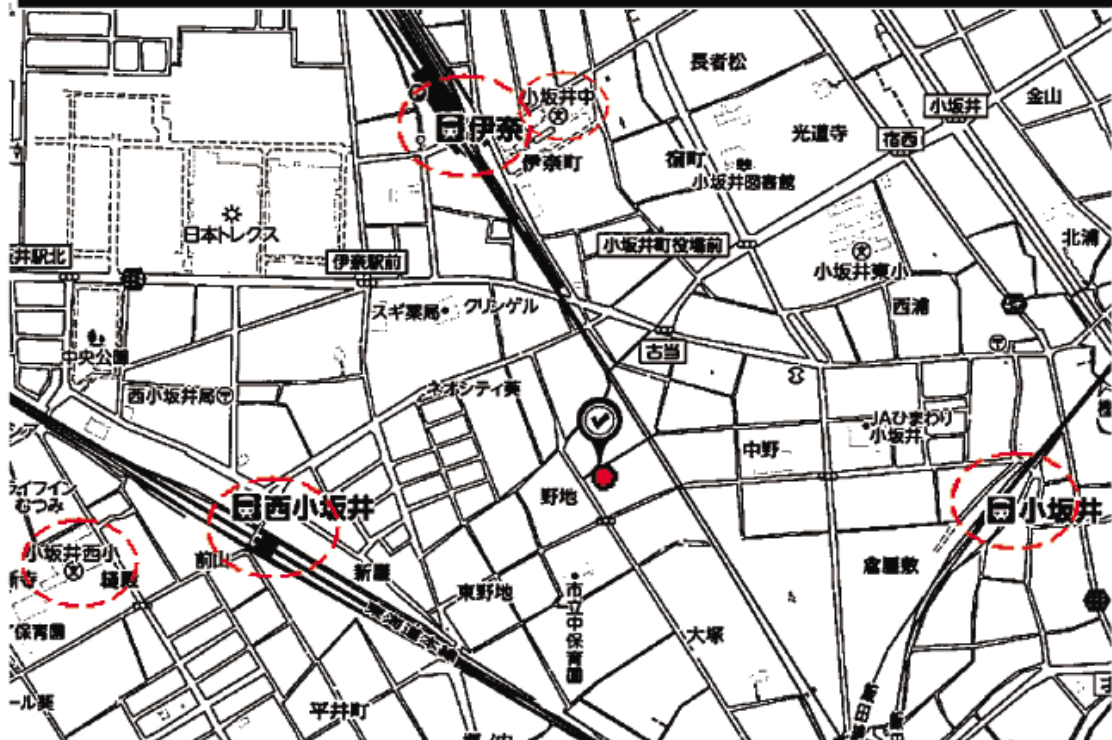 長者松
小坂井中
小坂井
金山
伊奈
光道寺
宿西
伊奈町
宿町
小坂井図書館
日本トレクス
小坂井町役場前
北浦
井駅北
伊奈駅前
小坂井東小
スギ薬局
クリンゲル
西浦
中央公園
古当
西小坂井局
ネオシティ葵
JAひまわり
小坂井
中野
野地
西小坂井
小坂井
むつみ
小坂井西小
前山
新屋
倉屋敷
東野地
市立中保育園
保育園
大塚
東海道本線
平井町